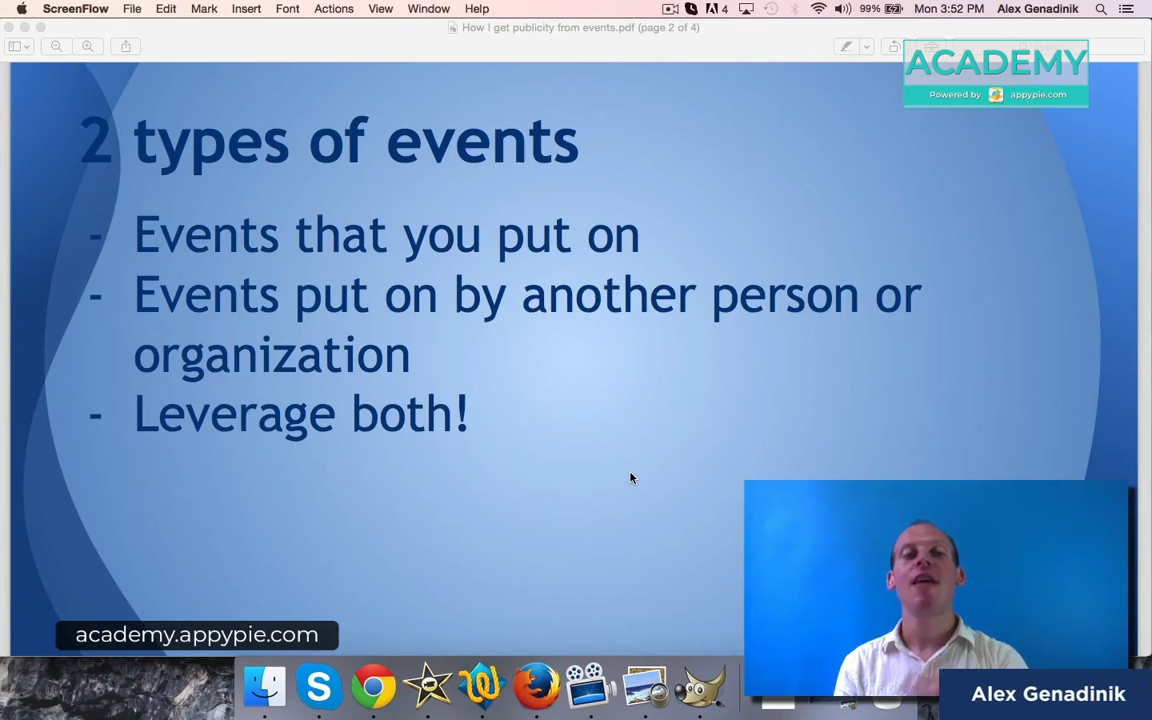 ScreenFlow File Edit Mark Insert Font Actions View Window Help 4 99% Mon 3:52 PM Alex Genadinik
How I get publicity from events.pdf (page 2 of 4)
ACADEMY
Powered by appypie.com
2 types of events
- Events that you put on
- Events put on by another person or
organization
- Leverage both!
academy.appypie.com
S
Alex Genadinik